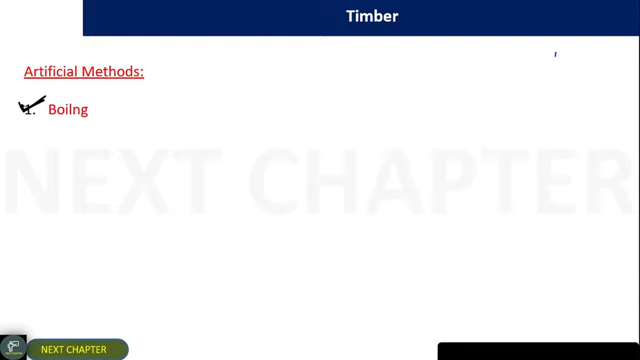 Timber
Artificial Methods:
1. Boilng
NEXT CHAPTER
NEXT CHAPTER